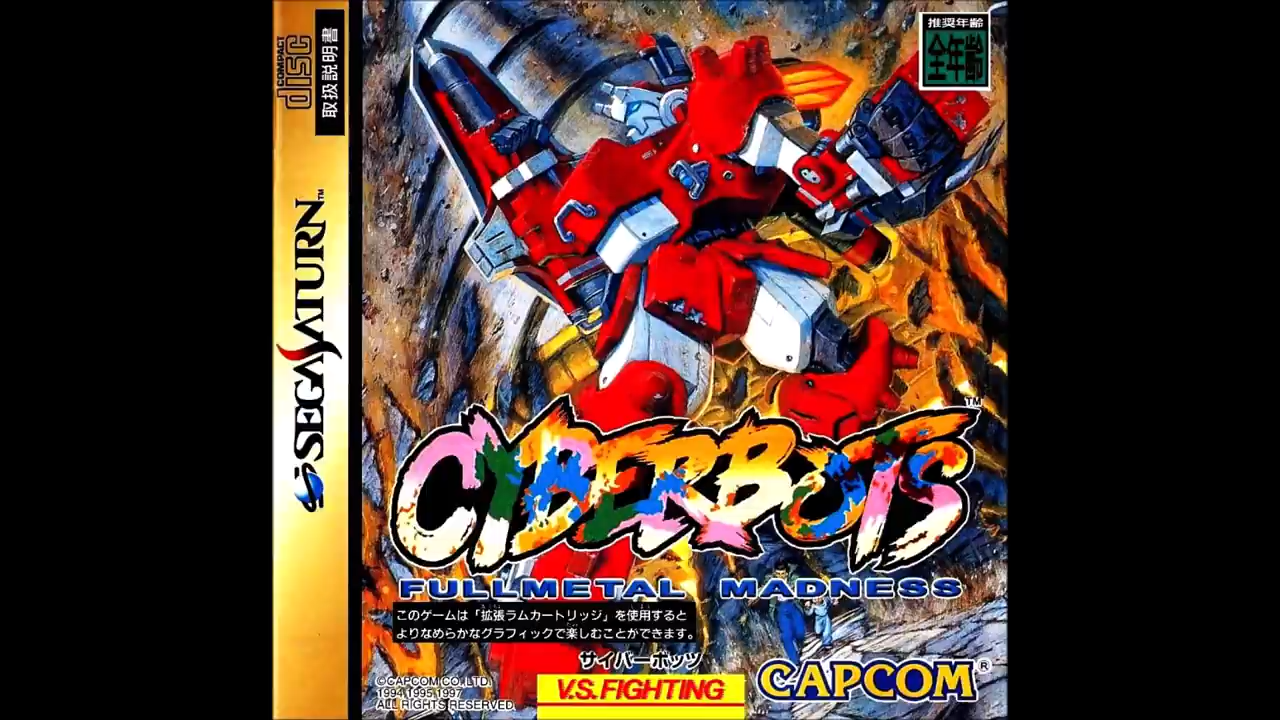 COMPACT
disc
取扱説明書
SEGA SATURN™
推奨年齢
全年齢
CYBERBOTS™
FULLMETAL MADNESS
このゲームは「拡張ラムカートリッジ」を使用すると
よりなめらかなグラフィックで楽しむことができます。
サイバーボッツ
©CAPCOM CO., LTD.
1994,1995,1997
ALL RIGHTS RESERVED.
V.S. FIGHTING
CAPCOM®